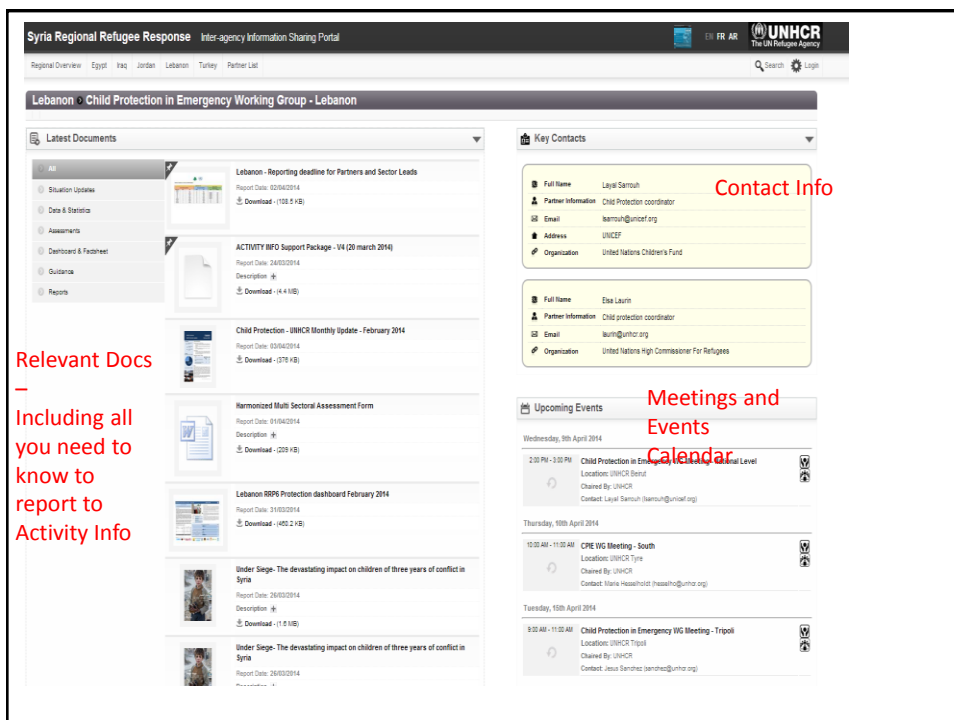 Syria Regional Refugee Response Inter-agency Information Sharing Portal
EN FR AR
UNHCR
The UN Refugee Agency
Regional Overview Egypt Iraq Jordan Lebanon Turkey Partner List
Search Login
Lebanon Child Protection in Emergency Working Group - Lebanon
Latest Documents
All
Situation Updates
Data & Statistics
Assessments
Dashboard & Factsheet
Guidance
Reports
Lebanon - Reporting deadline for Partners and Sector Leads
Report Date: 02/04/2014
Download - (108.5 KB)
ACTIVITY INFO Support Package - V4 (20 march 2014)
Report Date: 24/03/2014
Description
Download - (4.4 MB)
Child Protection - UNHCR Monthly Update - February 2014
Report Date: 03/04/2014
Download - (376 KB)
Harmonized Multi Sectoral Assessment Form
Report Date: 01/04/2014
Description
Download - (209 KB)
Lebanon RRP6 Protection dashboard February 2014
Report Date: 31/03/2014
Download - (460.2 KB)
Under Siege- The devastating impact on children of three years of conflict in
Syria
Report Date: 26/03/2014
Description
Download - (1.6 MB)
Under Siege- The devastating impact on children of three years of conflict in
Syria
Report Date: 26/03/2014
Relevant Docs
–
Including all
you need to
know to
report to
Activity Info
Key Contacts
Contact Info
Full Name Layal Sarrouh
Partner Information Child Protection coordinator
Email lsarrouh@unicef.org
Address UNICEF
Organization United Nations Children's Fund
Full Name Elsa Laurin
Partner Information Child protection coordinator
Email laurin@unhcr.org
Organization United Nations High Commissioner For Refugees
Upcoming Events
Meetings and
Events
Calendar
Wednesday, 9th April 2014
2:00 PM - 3:00 PM Child Protection in Emergency WG Meeting - National Level
Location: UNHCR Beirut
Chaired By: UNHCR
Contact: Layal Sarrouh (lsarrouh@unicef.org)
Thursday, 10th April 2014
10:00 AM - 11:00 AM CPiE WG Meeting - South
Location: UNHCR Tyre
Chaired By: UNHCR
Contact: Maria Hesselholdt (hesselho@unhcr.org)
Tuesday, 15th April 2014
9:00 AM - 11:00 AM Child Protection in Emergency WG Meeting - Tripoli
Location: UNHCR Tripoli
Chaired By: UNHCR
Contact: Jesus Sanchez (sanchez@unhcr.org)